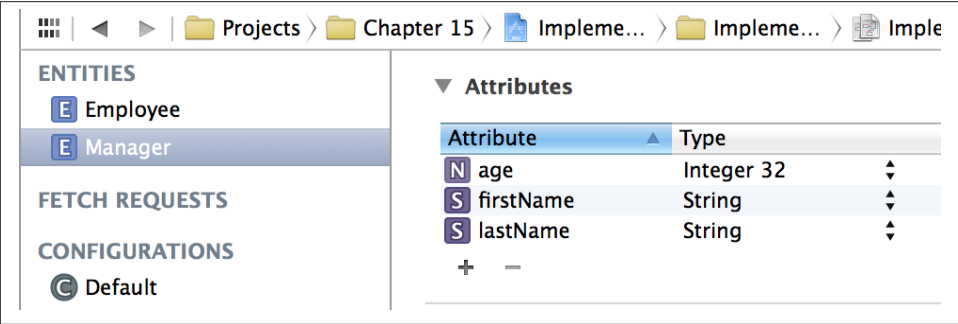 Projects Chapter 15 Impleme... Impleme... Imple
ENTITIES
E Employee
E Manager
FETCH REQUESTS
CONFIGURATIONS
C Default
Attributes
Attribute Type
N age Integer 32
S firstName String
S lastName String